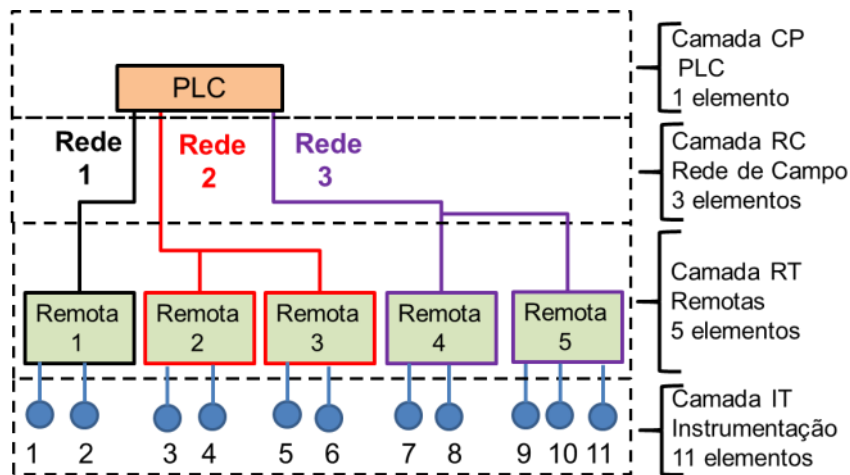 PLC
Rede
1
Rede
2
Rede
3
Remota
1
Remota
2
Remota
3
Remota
4
Remota
5
1 2 3 4 5 6 7 8 9 10 11
Camada CP
PLC
1 elemento
Camada RC
Rede de Campo
3 elementos
Camada RT
Remotas
5 elementos
Camada IT
Instrumentação
11 elementos